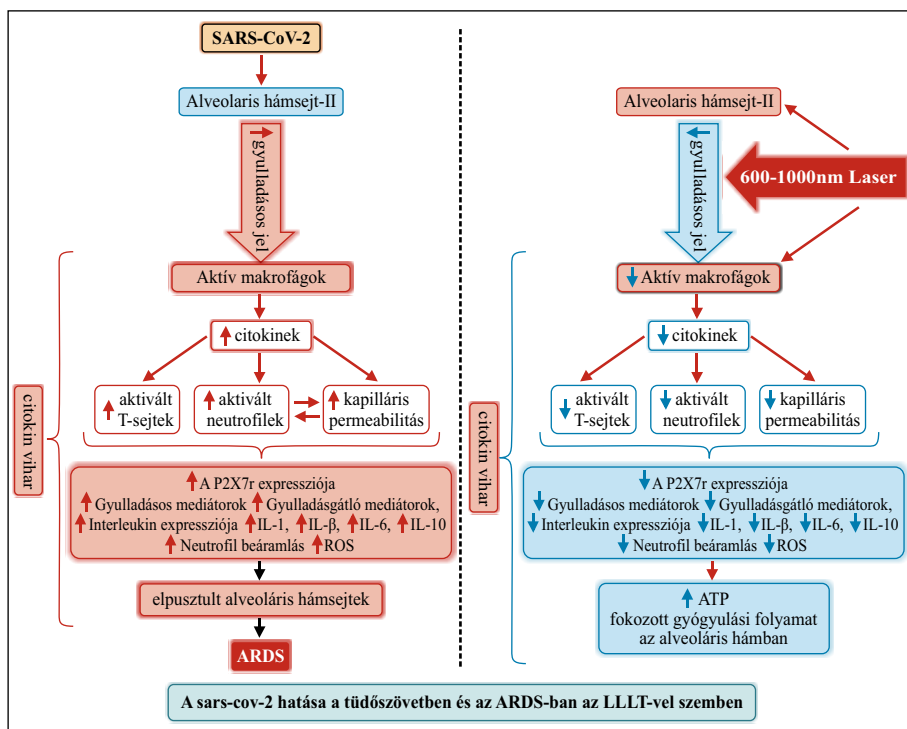 SARS-CoV-2
Alveolaris hámsejt-II
gyulladásos jel
Aktív makrofágok
citokinek
aktivált
T-sejtek
aktivált
neutrofilek
kapilláris
permeabilitás
citokin vihar
A P2X7r expressziója
Gyulladásos mediátorok Gyulladásgátló mediátorok,
Interleukin expressziója IL-1, IL-β, IL-6, IL-10
Neutrofil beáramlás ROS
elpusztult alveoláris hámsejtek
ARDS
Alveolaris hámsejt-II
gyulladásos jel
600-1000nm Laser
Aktív makrofágok
citokinek
aktivált
T-sejtek
aktivált
neutrofilek
kapilláris
permeabilitás
citokin vihar
A P2X7r expressziója
Gyulladásos mediátorok Gyulladásgátló mediátorok,
Interleukin expressziója IL-1, IL-β, IL-6, IL-10
Neutrofil beáramlás ROS
ATP
fokozott gyógyulási folyamat
az alveoláris hámban
A sars-cov-2 hatása a tüdőszövetben és az ARDS-ban az LLLT-vel szemben